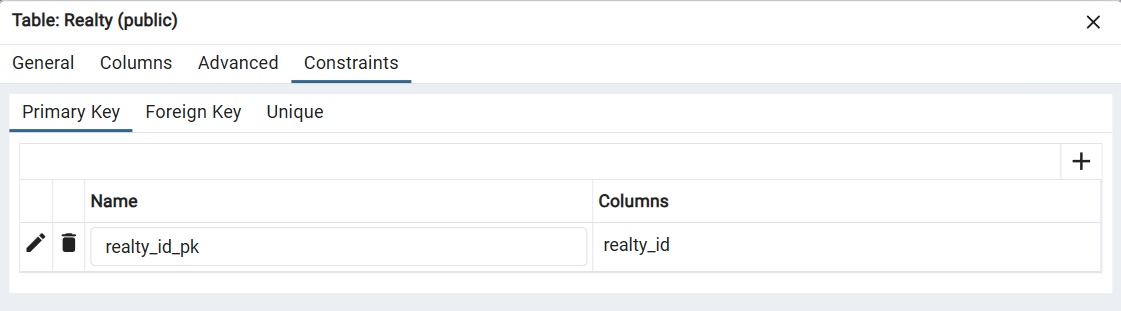 Table: Realty (public)
General Columns Advanced Constraints
Primary Key Foreign Key Unique
Name Columns
realty_id_pk realty_id